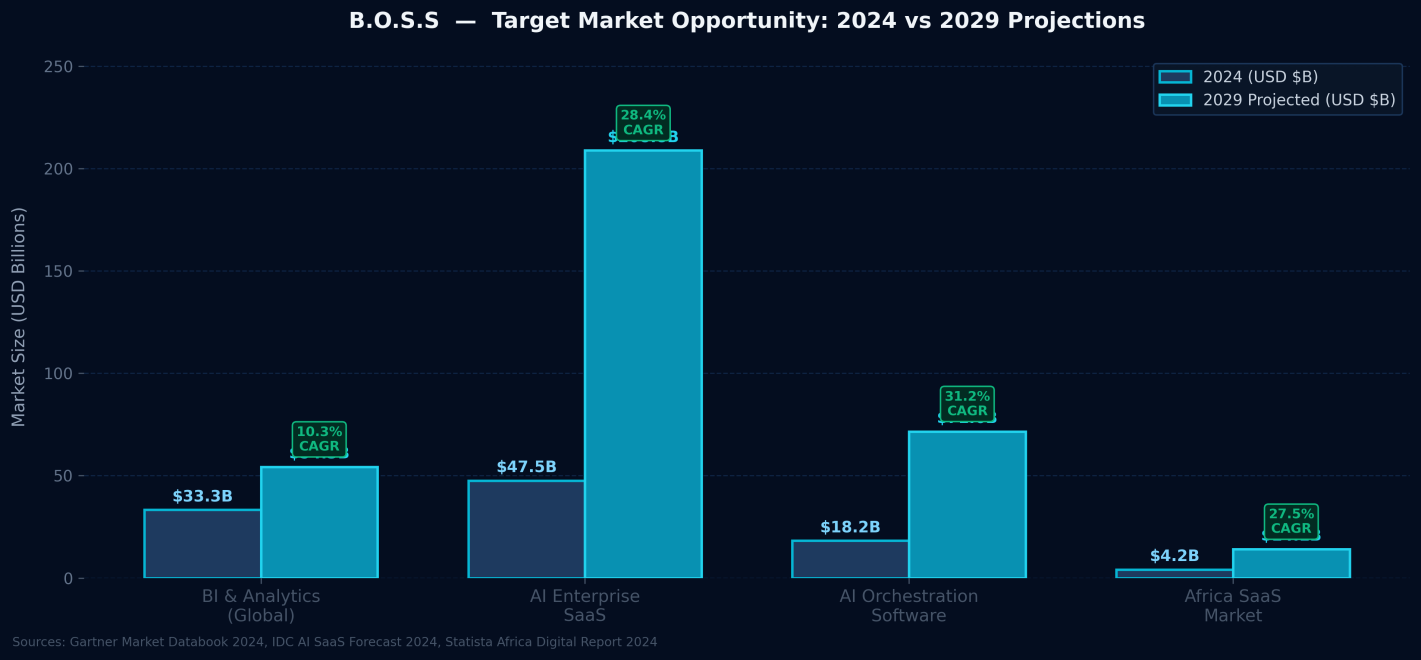 B.O.S.S — Target Market Opportunity: 2024 vs 2029 Projections
2024 (USD $B)
2029 Projected (USD $B)
Market Size (USD Billions)
250
200
150
100
50
0
$33.3B
10.3%
CAGR
$47.5B
28.4%
CAGR
$18.2B
31.2%
CAGR
$4.2B
27.5%
CAGR
BI & Analytics
(Global)
AI Enterprise
SaaS
AI Orchestration
Software
Africa SaaS
Market
Sources: Gartner Market Databook 2024, IDC AI SaaS Forecast 2024, Statista Africa Digital Report 2024